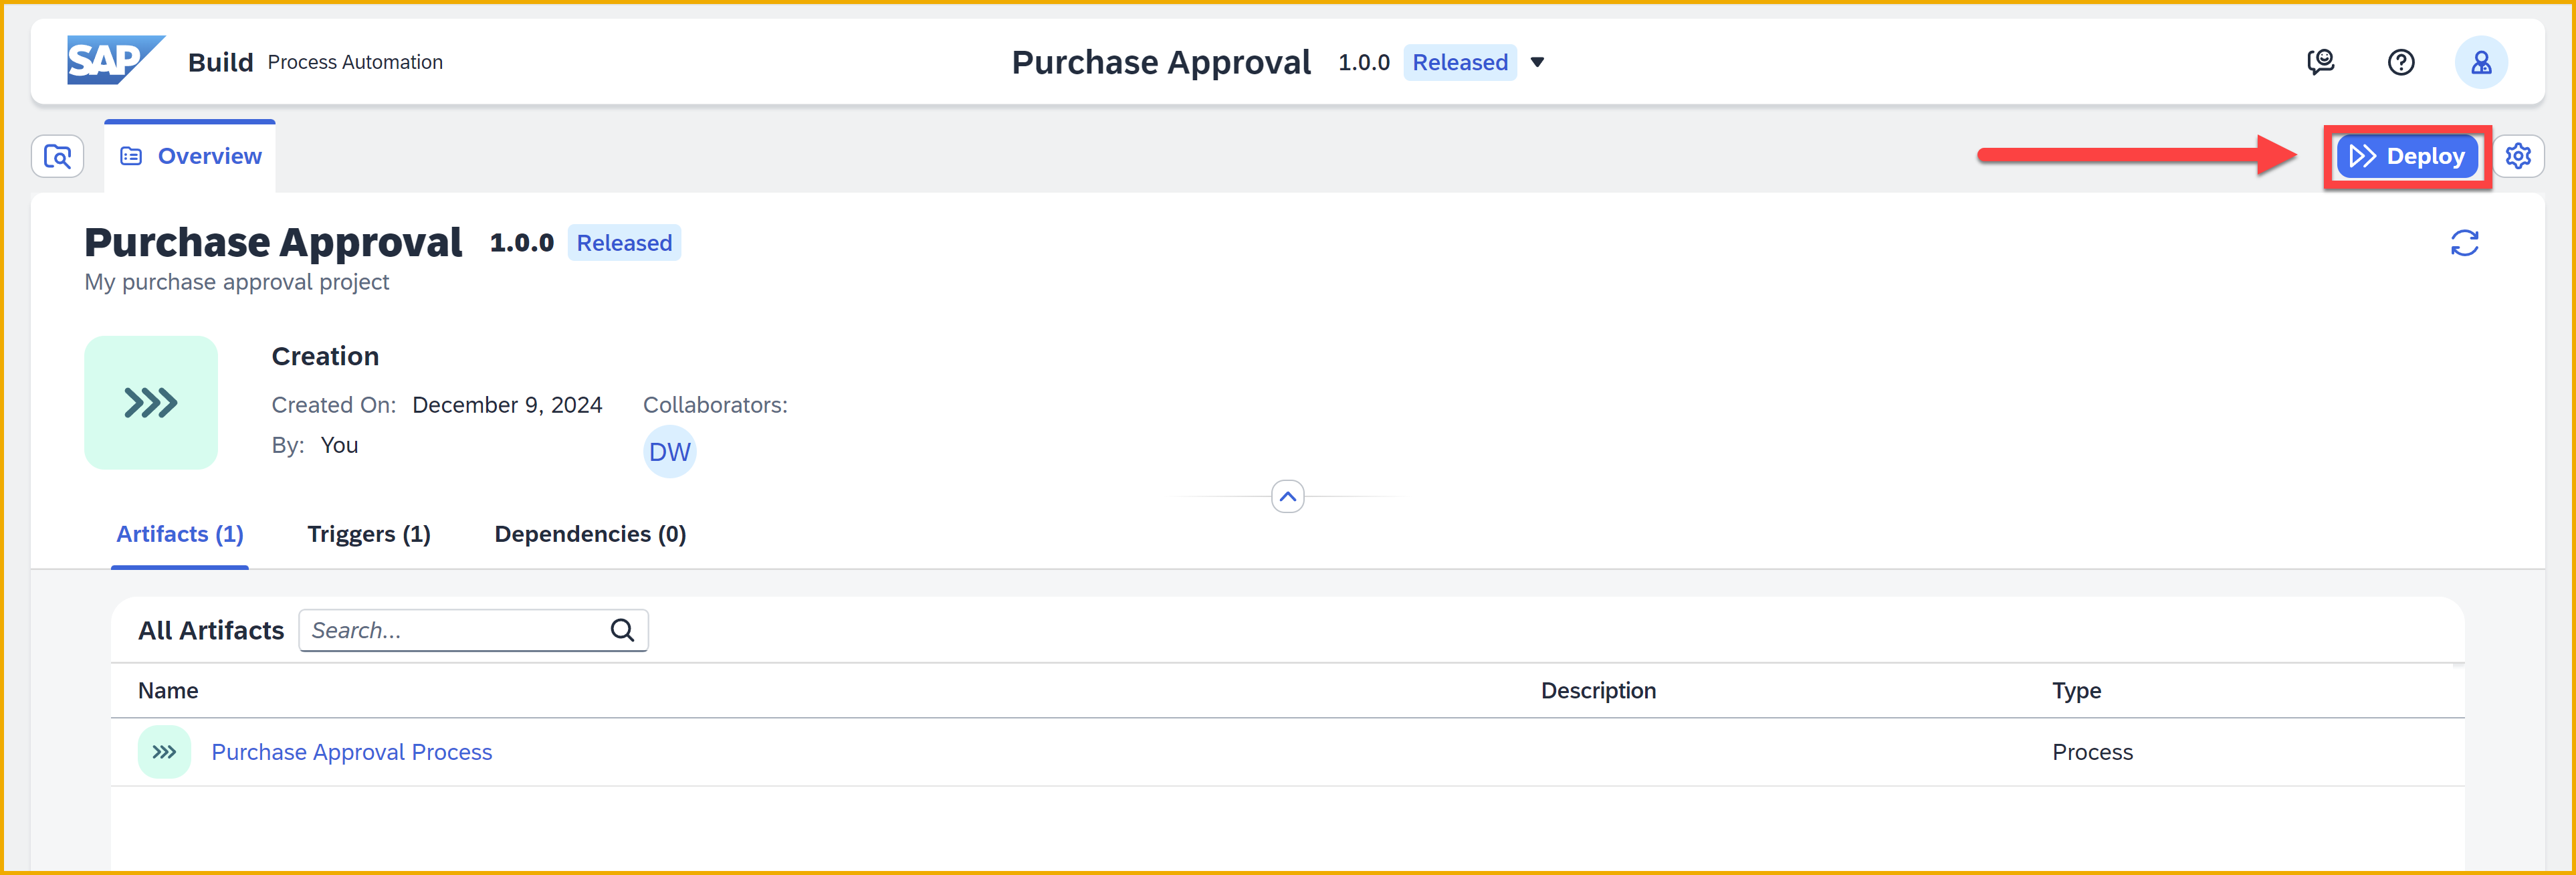 SAP Build Process Automation Purchase Approval 1.0.0 Released
Overview Deploy
Purchase Approval 1.0.0 Released
My purchase approval project
Creation
Created On: December 9, 2024 Collaborators:
By: You DW
Artifacts (1) Triggers (1) Dependencies (0)
All Artifacts Search...
Name Description Type
Purchase Approval Process Process